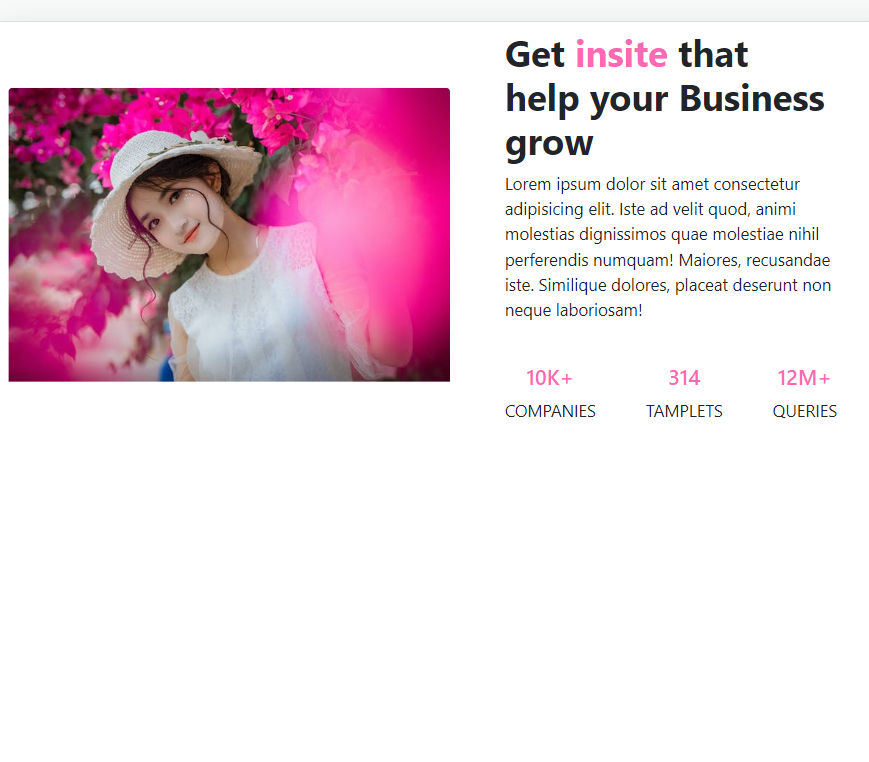 Get insite that
help your Business
grow
Lorem ipsum dolor sit amet consectetur
adipisicing elit. Iste ad velit quod, animi
molestias dignissimos quae molestiae nihil
perferendis numquam! Maiores, recusandae
iste. Similique dolores, placeat deserunt non
neque laboriosam!
10K+ 314 12M+
COMPANIES TAMPLETS QUERIES